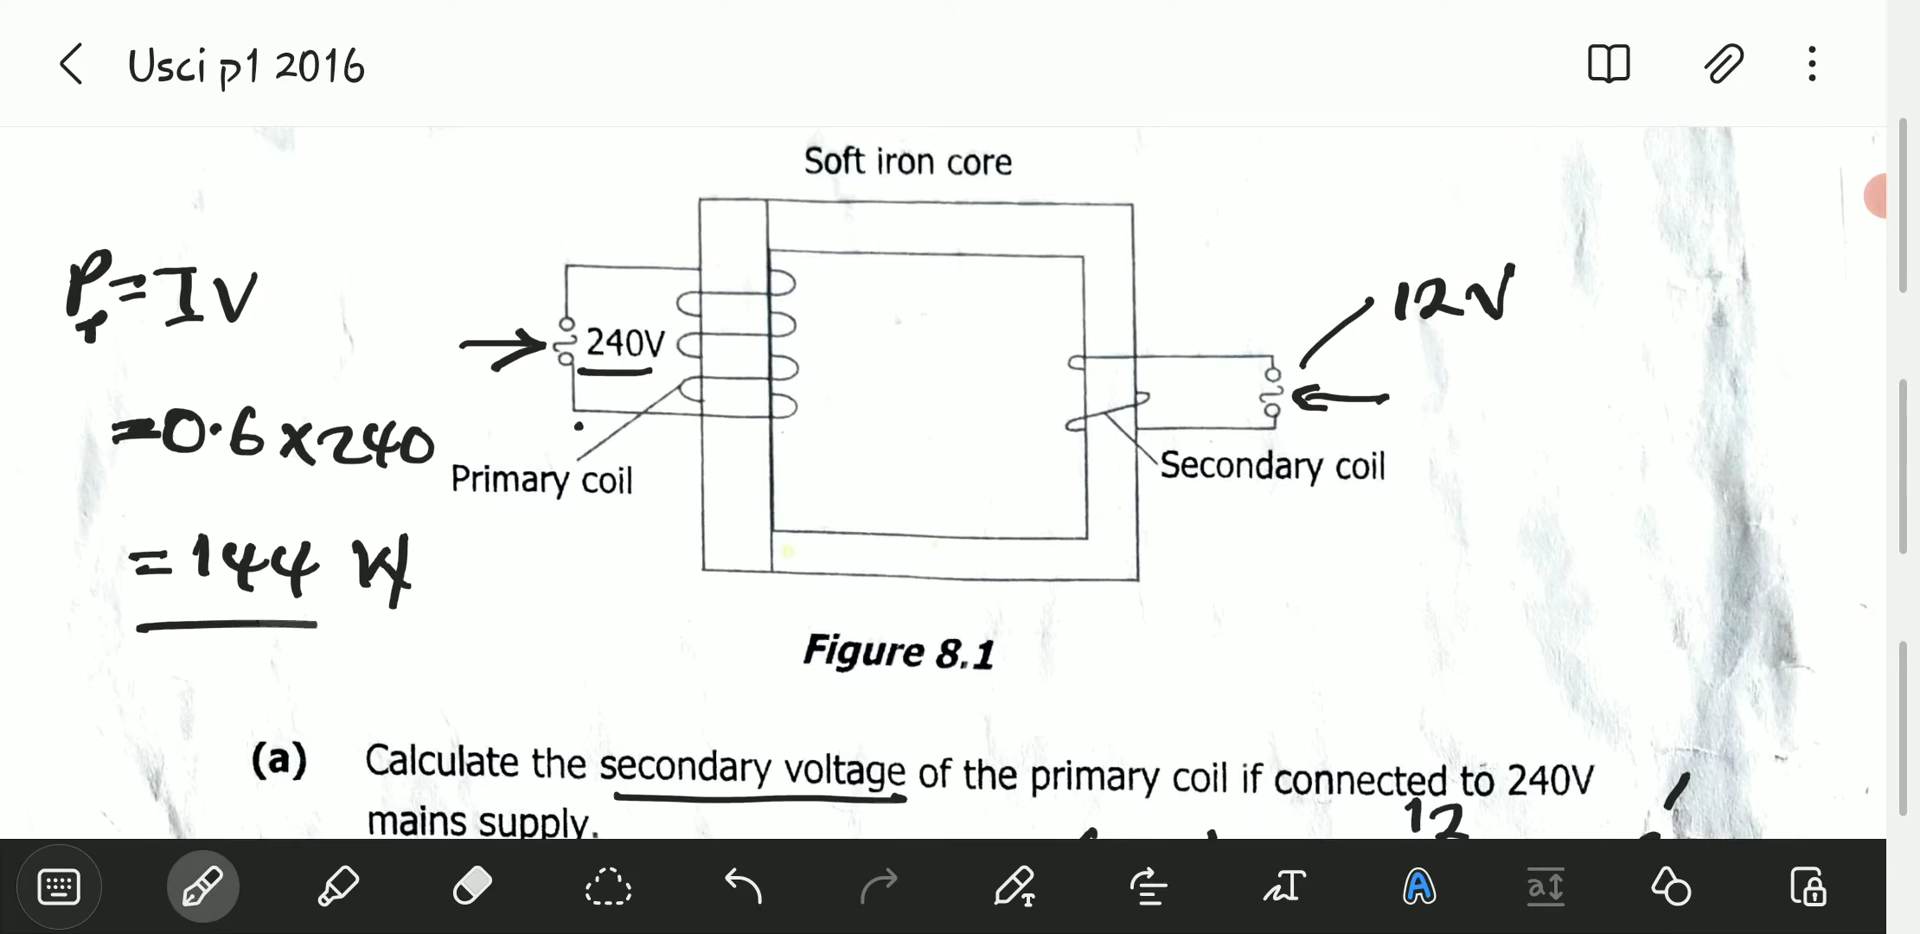 Usci p1 2016
Soft iron core
P_T = IV
12V
240V
= 0.6 x 240
Primary coil
Secondary coil
= 144 W
Figure 8.1
(a) Calculate the secondary voltage of the primary coil if connected to 240V
mains supply.
12